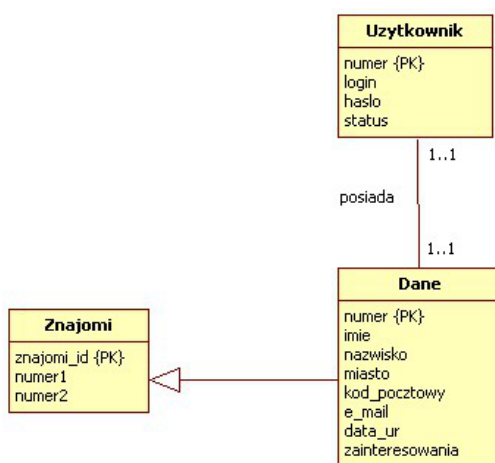 Uzytkownik
numer {PK}
login
haslo
status
1..1
posiada
1..1
Dane
numer {PK}
imie
nazwisko
miasto
kod_pocztowy
e_mail
data_ur
zainteresowania
Znajomi
znajomi_id {PK}
numer1
numer2